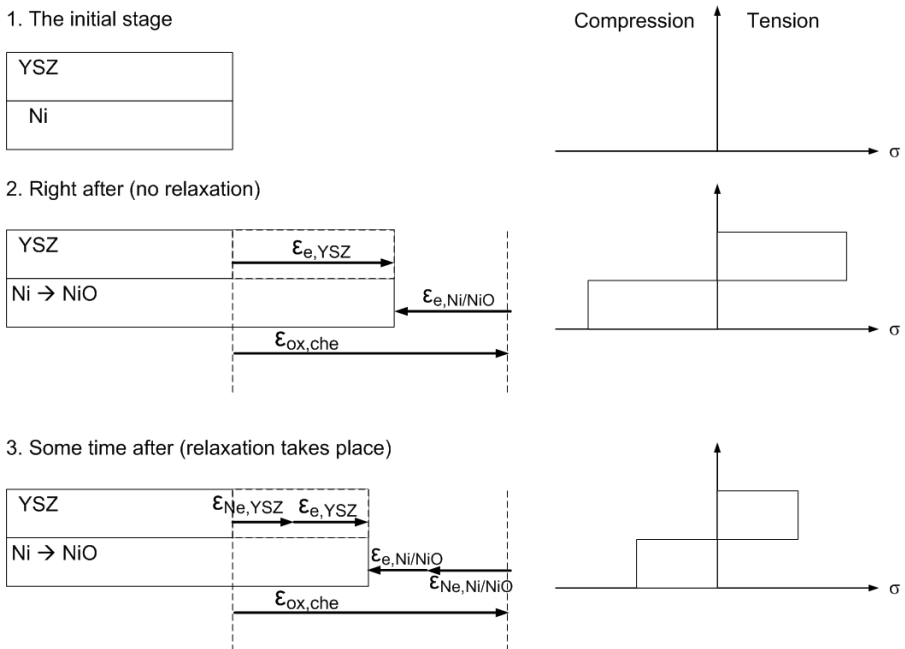 1. The initial stage
Compression Tension
YSZ
Ni
σ
2. Right after (no relaxation)
YSZ
εe,YSZ
Ni → NiO
εe,Ni/NiO
εox,che
σ
3. Some time after (relaxation takes place)
YSZ
εNe,YSZ εe,YSZ
Ni → NiO
εe,Ni/NiO
εNe,Ni/NiO
εox,che
σ